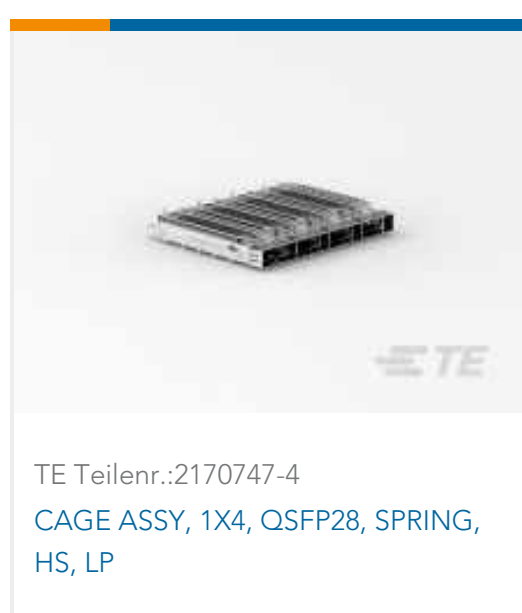 TE
TE Teilenr.:2170747-4
CAGE ASSY, 1X4, QSFP28, SPRING,
HS, LP